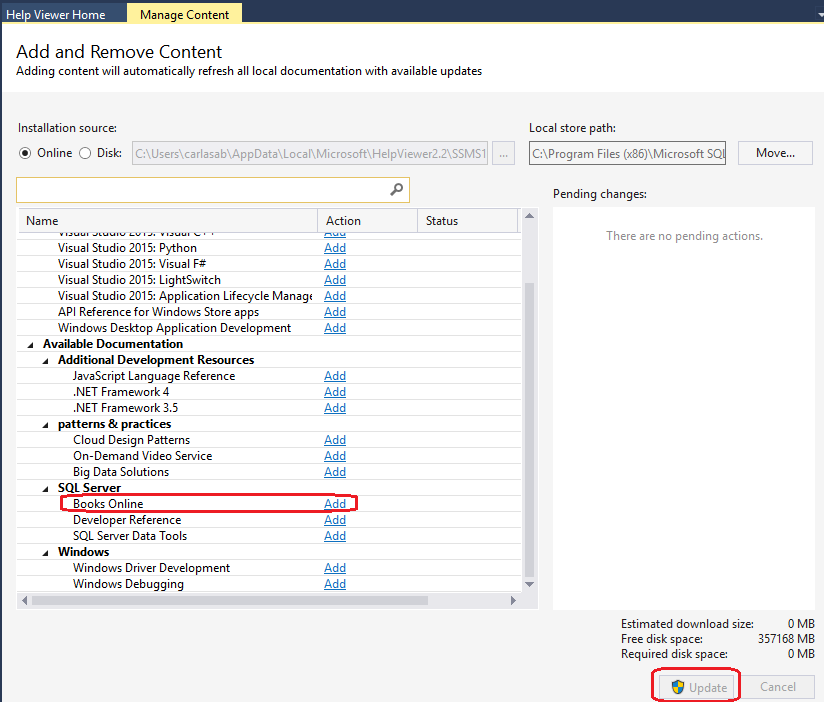 Help Viewer Home
Manage Content
Add and Remove Content
Adding content will automatically refresh all local documentation with available updates
Installation source:
Local store path:
Online
Disk:
C:\Users\carlasab\AppData\Local\Microsoft\HelpViewer2.2\SSMS1
...
C:\Program Files (x86)\Microsoft SQL
Move...
Pending changes:
Name Action Status
There are no pending actions.
Visual Studio 2015: Visual C++ Add
Visual Studio 2015: Python Add
Visual Studio 2015: Visual F# Add
Visual Studio 2015: LightSwitch Add
Visual Studio 2015: Application Lifecycle Manage Add
API Reference for Windows Store apps Add
Windows Desktop Application Development Add
Available Documentation
Additional Development Resources
JavaScript Language Reference Add
.NET Framework 4 Add
.NET Framework 3.5 Add
patterns & practices
Cloud Design Patterns Add
On-Demand Video Service Add
Big Data Solutions Add
SQL Server
Books Online Add
Developer Reference Add
SQL Server Data Tools Add
Windows
Windows Driver Development Add
Windows Debugging Add
Estimated download size: 0 MB
Free disk space: 357168 MB
Required disk space: 0 MB
Update
Cancel